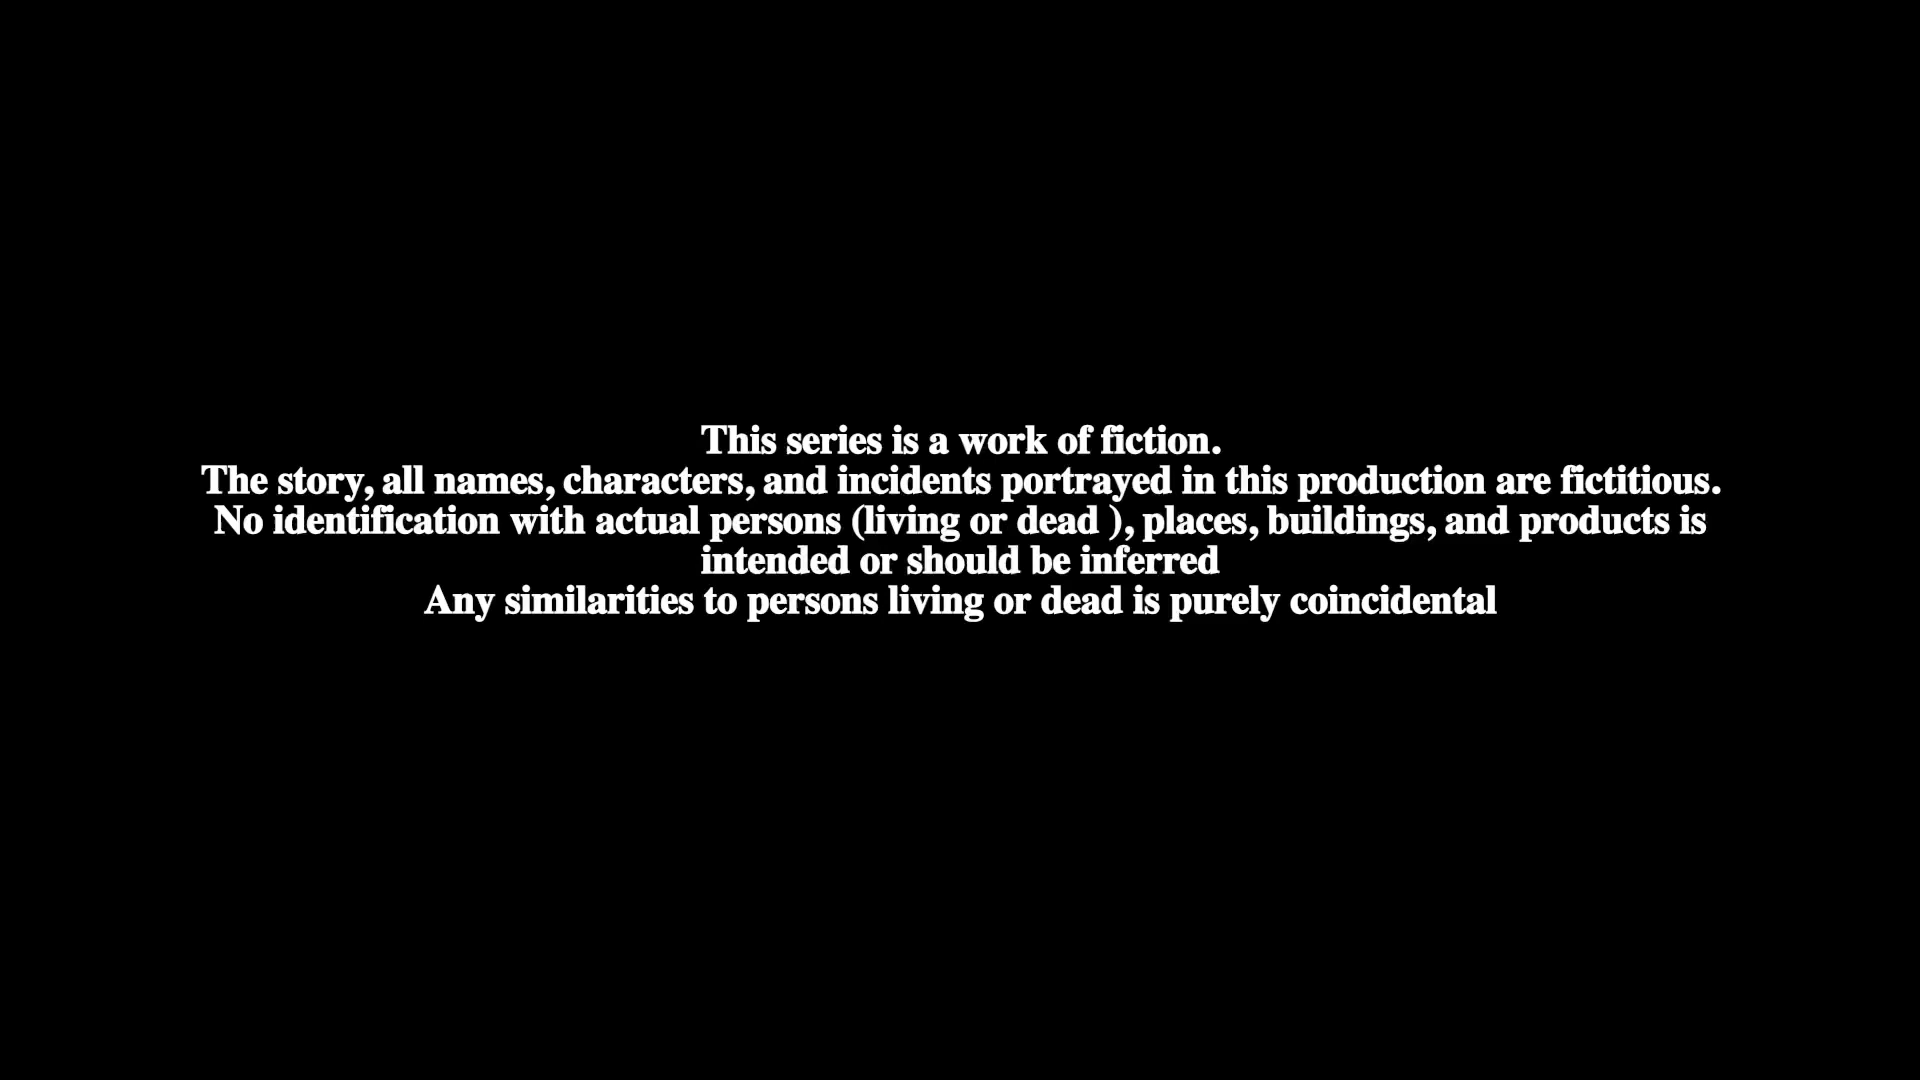 This series is a work of fiction.
The story, all names, characters, and incidents portrayed in this production are fictitious.
No identification with actual persons (living or dead ), places, buildings, and products is
intended or should be inferred
Any similarities to persons living or dead is purely coincidental